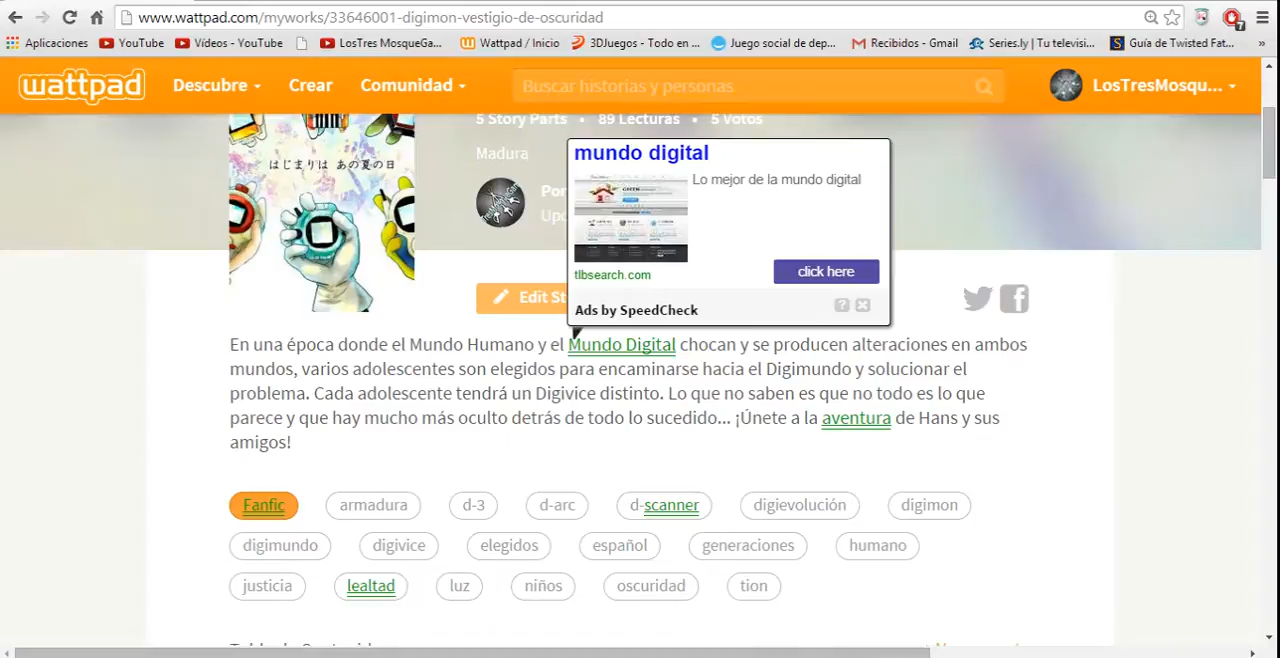 www.wattpad.com/myworks/33646001-digimon-vestigio-de-oscuridad
Aplicaciones YouTube Vídeos - YouTube LosTres MosqueGa... Wattpad / Inicio 3DJuegos - Todo en ... Juego social de dep... Recibidos - Gmail Series.ly | Tu televisi... Guía de Twisted Fat... »
wattpad Descubre Crear Comunidad Buscar historias y personas LosTresMosqu...
5 Story Parts • 89 Lecturas • 5 Votos
はじまりは あの夏の日
Madura
Por
Upd
mundo digital
Lo mejor de la mundo digital
tlbsearch.com
click here
Ads by SpeedCheck
Edit St
En una época donde el Mundo Humano y el Mundo Digital chocan y se producen alteraciones en ambos
mundos, varios adolescentes son elegidos para encaminarse hacia el Digimundo y solucionar el
problema. Cada adolescente tendrá un Digivice distinto. Lo que no saben es que no todo es lo que
parece y que hay mucho más oculto detrás de todo lo sucedido... ¡Únete a la aventura de Hans y sus
amigos!
Fanfic armadura d-3 d-arc d-scanner digievolución digimon
digimundo digivice elegidos español generaciones humano
justicia lealtad luz niños oscuridad tion